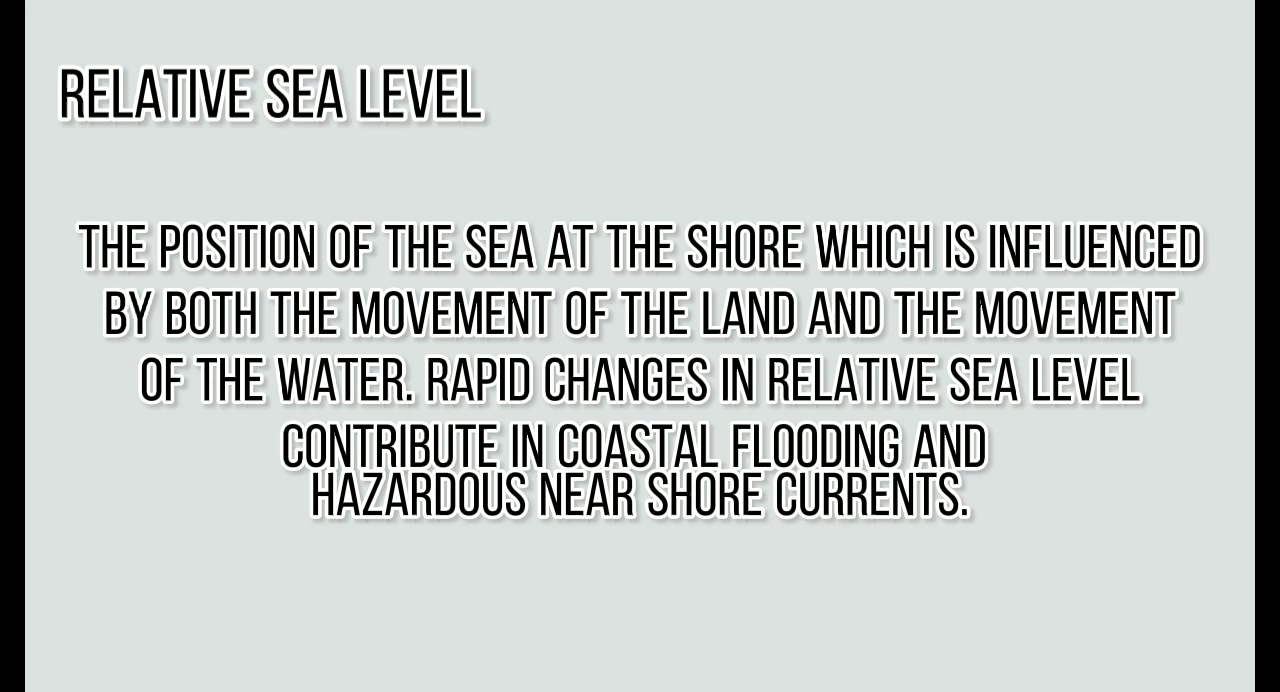 RELATIVE SEA LEVEL
THE POSITION OF THE SEA AT THE SHORE WHICH IS INFLUENCED
BY BOTH THE MOVEMENT OF THE LAND AND THE MOVEMENT
OF THE WATER. RAPID CHANGES IN RELATIVE SEA LEVEL
CONTRIBUTE IN COASTAL FLOODING AND
HAZARDOUS NEAR SHORE CURRENTS.